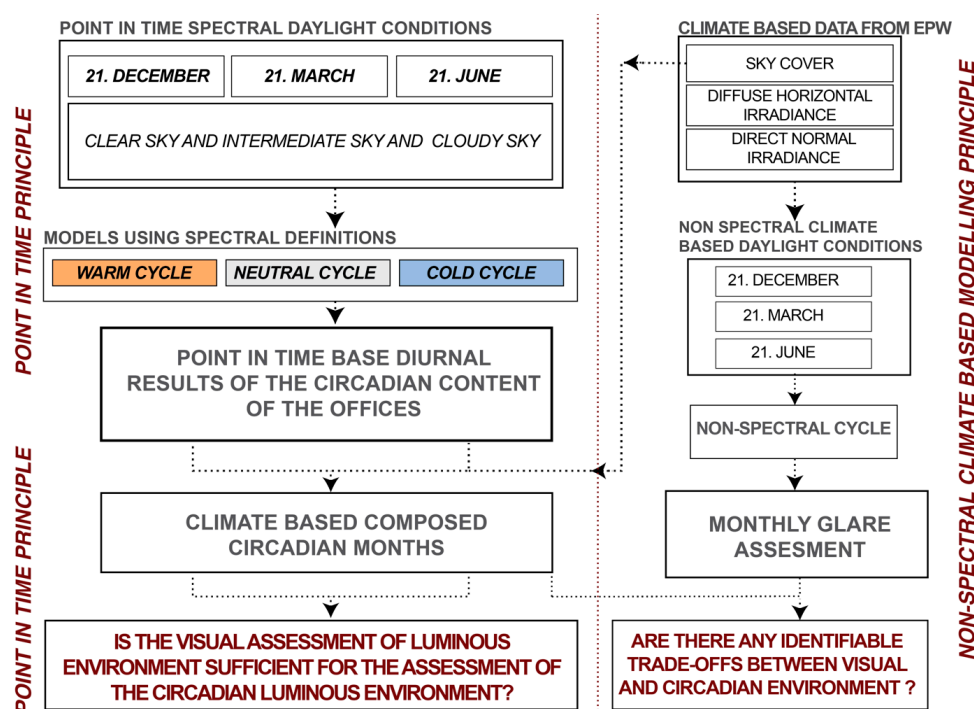 POINT IN TIME SPECTRAL DAYLIGHT CONDITIONS
21. DECEMBER
21. MARCH
21. JUNE
CLEAR SKY AND INTERMEDIATE SKY AND CLOUDY SKY
POINT IN TIME PRINCIPLE
MODELS USING SPECTRAL DEFINITIONS
WARM CYCLE
NEUTRAL CYCLE
COLD CYCLE
POINT IN TIME BASE DIURNAL
RESULTS OF THE CIRCADIAN CONTENT
OF THE OFFICES
POINT IN TIME PRINCIPLE
CLIMATE BASED COMPOSED
CIRCADIAN MONTHS
IS THE VISUAL ASSESSMENT OF LUMINOUS
ENVIRONMENT SUFFICIENT FOR THE ASSESSMENT OF
THE CIRCADIAN LUMINOUS ENVIRONMENT?
CLIMATE BASED DATA FROM EPW
SKY COVER
DIFFUSE HORIZONTAL
IRRADIANCE
DIRECT NORMAL
IRRADIANCE
NON SPECTRAL CLIMATE
BASED DAYLIGHT CONDITIONS
21. DECEMBER
21. MARCH
21. JUNE
NON-SPECTRAL CYCLE
MONTHLY GLARE
ASSESMENT
ARE THERE ANY IDENTIFIABLE
TRADE-OFFS BETWEEN VISUAL
AND CIRCADIAN ENVIRONMENT ?
NON-SPECTRAL CLIMATE BASED MODELLING PRINCIPLE